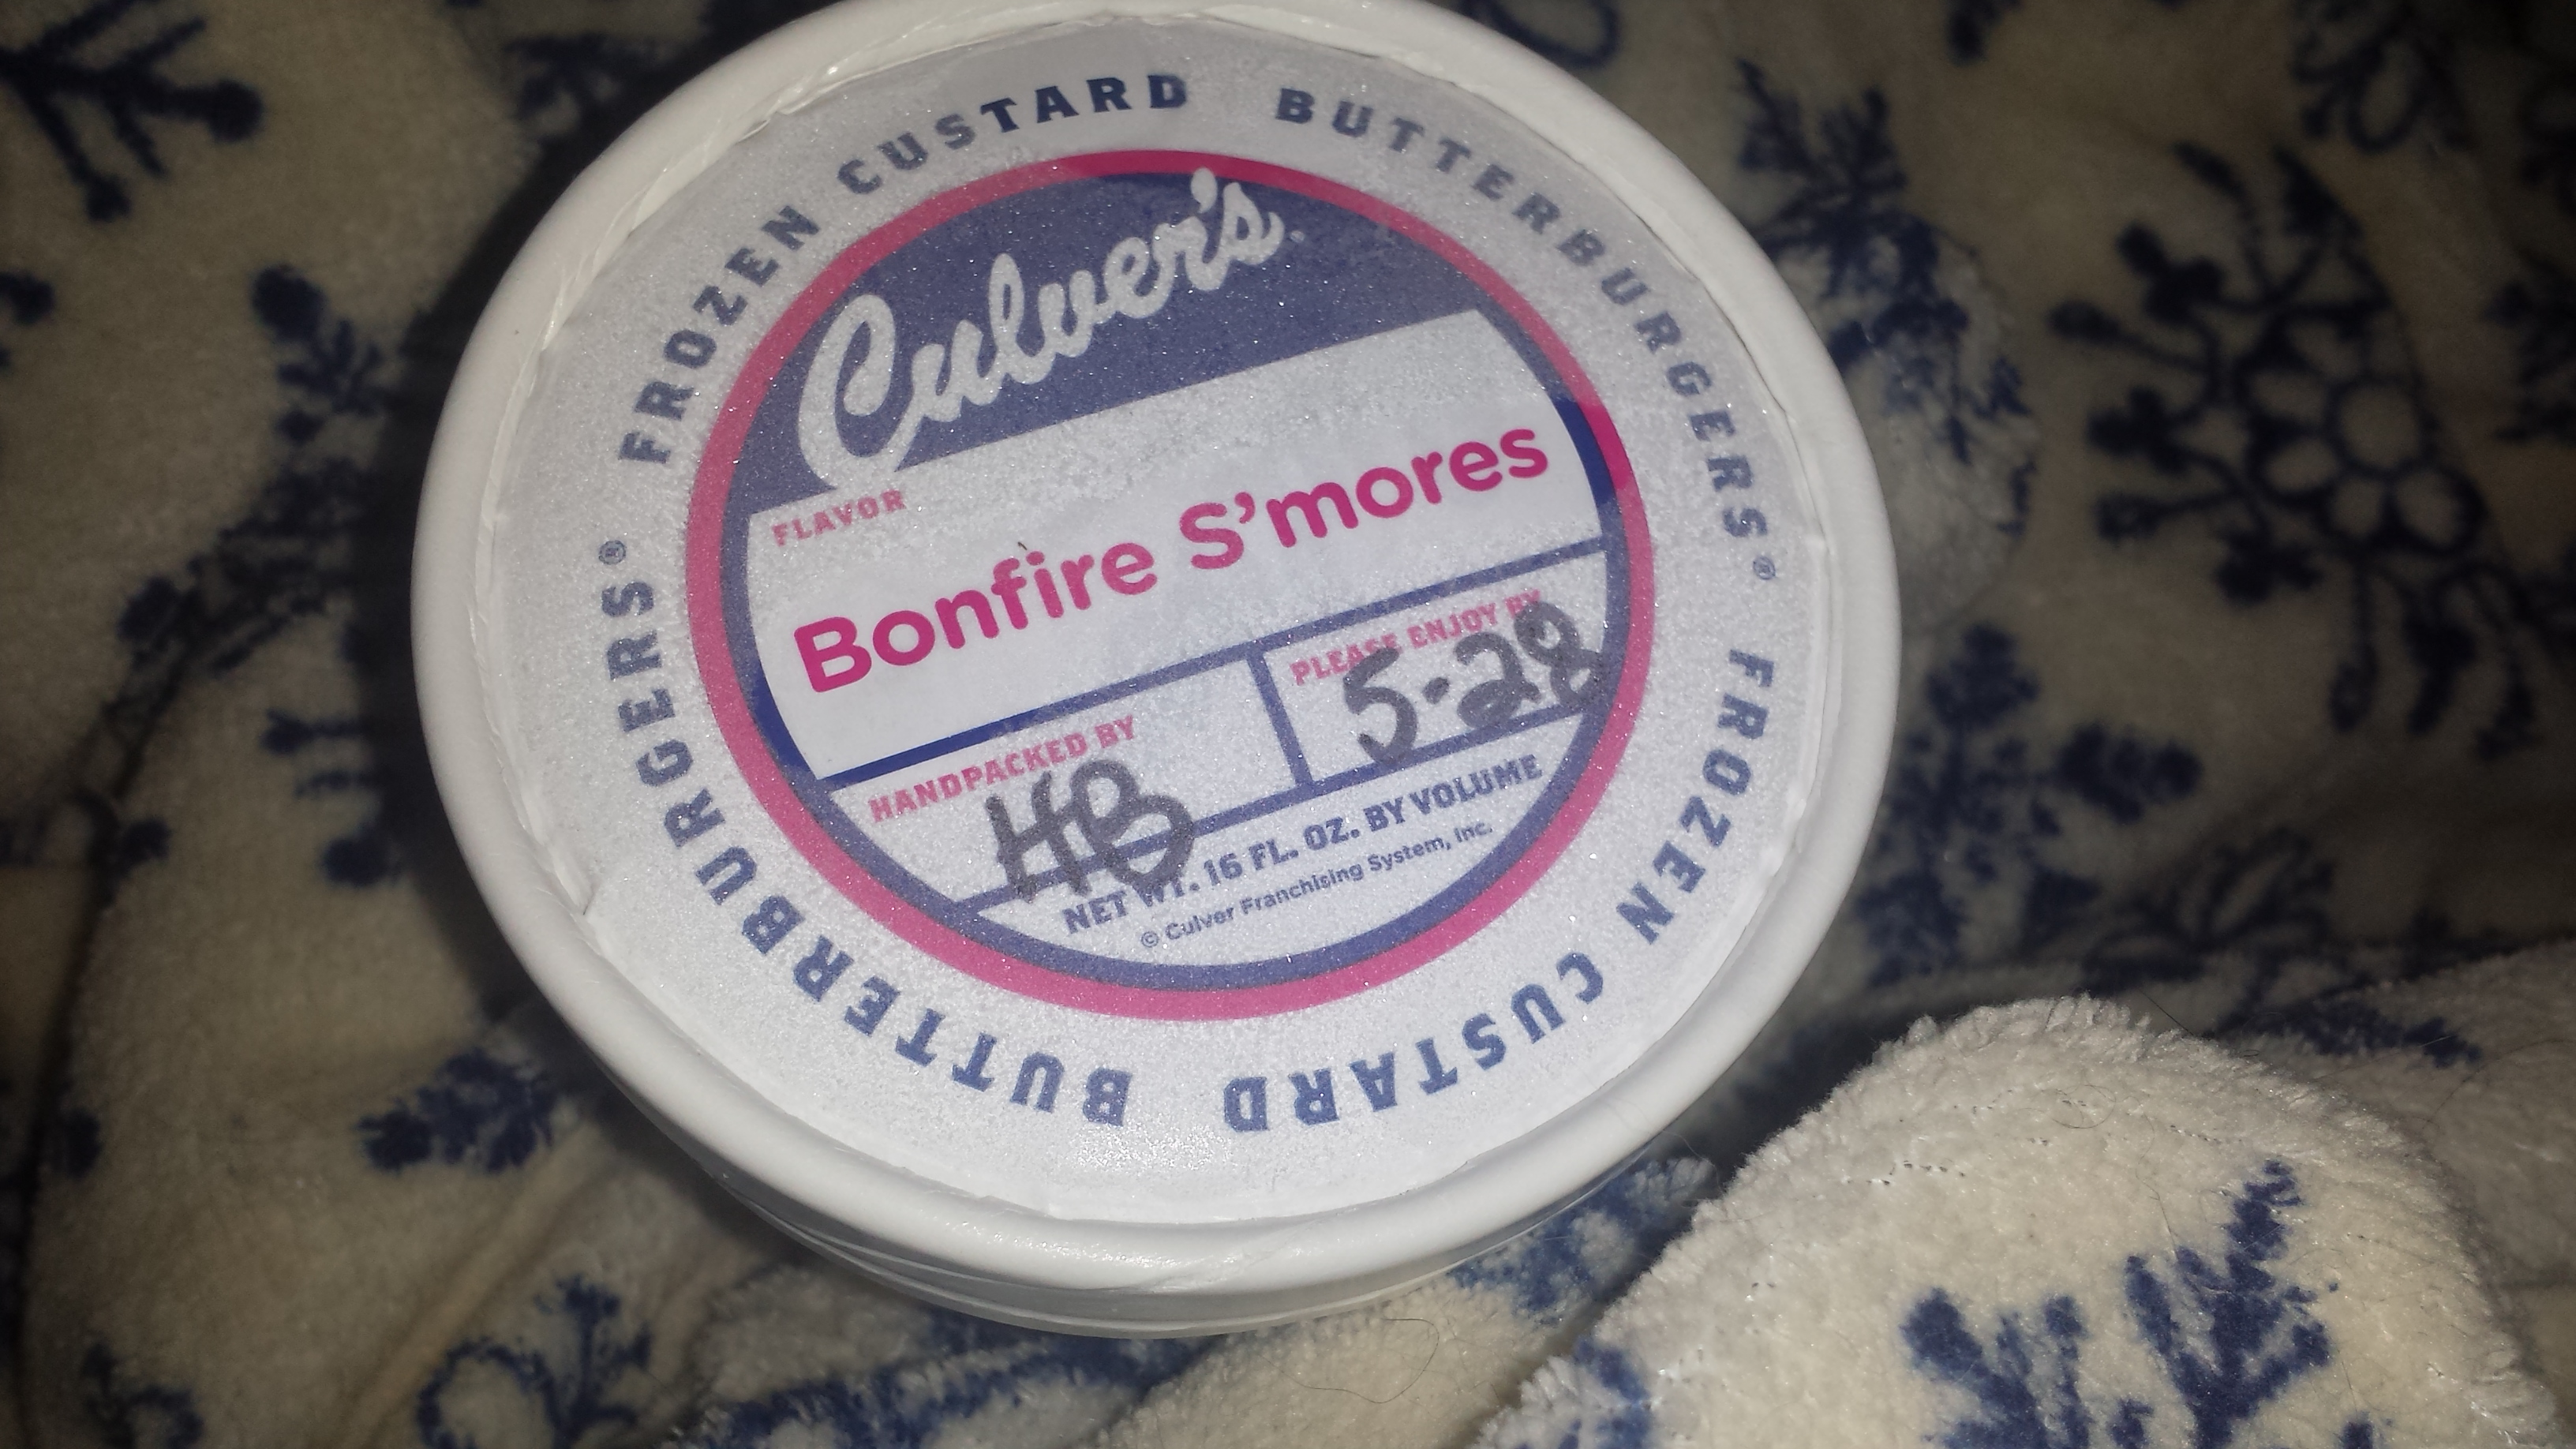 FROZEN CUSTARD BUTTERBURGERS®
FROZEN CUSTARD BUTTERBURGERS®
Culver's
FLAVOR
Bonfire S'mores
HANDPACKED BY
HB
PLEASE ENJOY BY
5-28
NET WT. 16 FL. OZ. BY VOLUME
© Culver Franchising System, Inc.